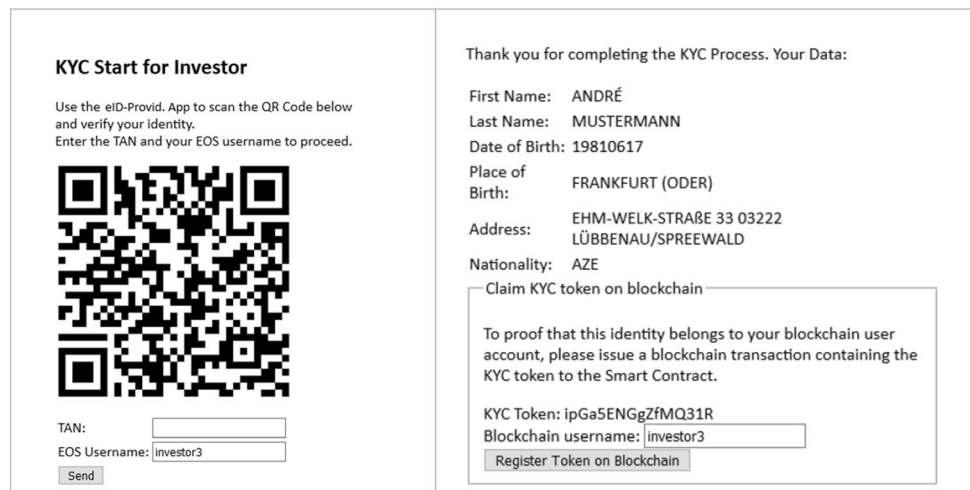 KYC Start for Investor
Use the eID-Provid. App to scan the QR Code below
and verify your identity.
Enter the TAN and your EOS username to proceed.
TAN:
EOS Username: investor3
Send
Thank you for completing the KYC Process. Your Data:
First Name: ANDRÉ
Last Name: MUSTERMANN
Date of Birth: 19810617
Place of
Birth: FRANKFURT (ODER)
Address: EHM-WELK-STRAßE 33 03222
LÜBBENAU/SPREEWALD
Nationality: AZE
Claim KYC token on blockchain
To proof that this identity belongs to your blockchain user
account, please issue a blockchain transaction containing the
KYC token to the Smart Contract.
KYC Token: ipGa5ENGgZfMQ31R
Blockchain username: investor3
Register Token on Blockchain